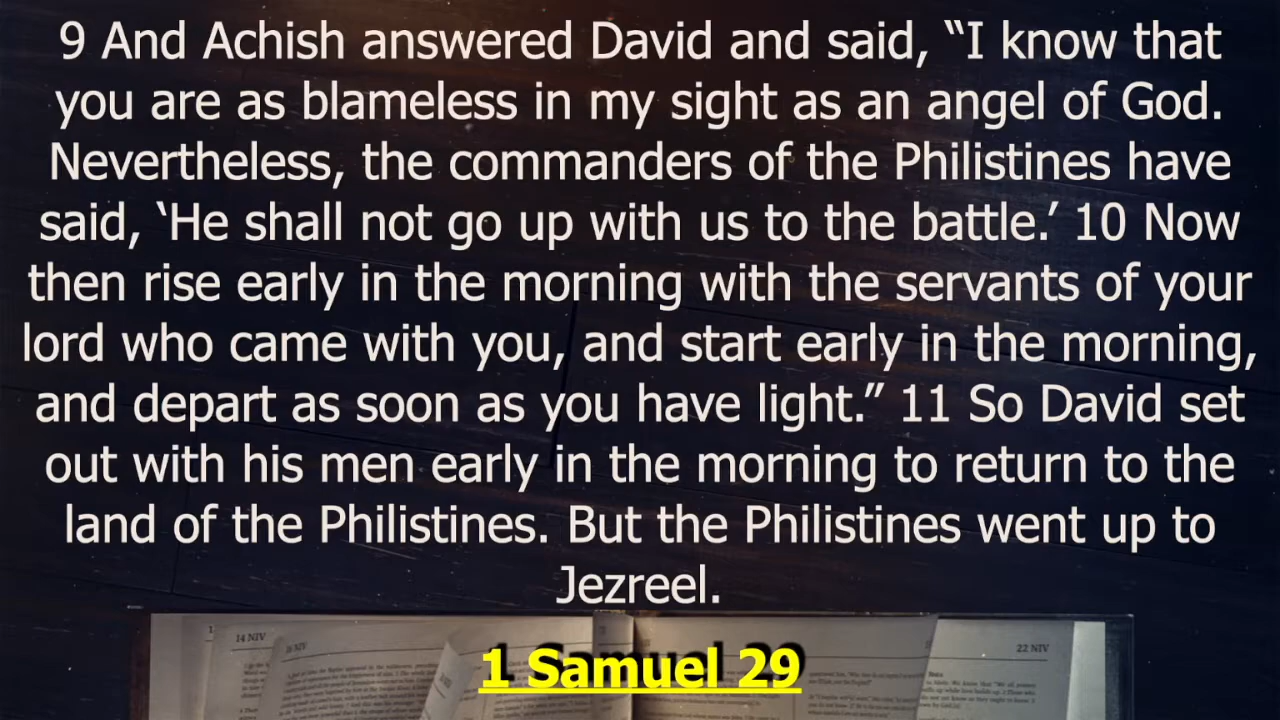 9 And Achish answered David and said, “I know that
you are as blameless in my sight as an angel of God.
Nevertheless, the commanders of the Philistines have
said, ‘He shall not go up with us to the battle.’ 10 Now
then rise early in the morning with the servants of your
lord who came with you, and start early in the morning,
and depart as soon as you have light.” 11 So David set
out with his men early in the morning to return to the
land of the Philistines. But the Philistines went up to
Jezreel.
14 NIV
22 NIV
1 Samuel 29